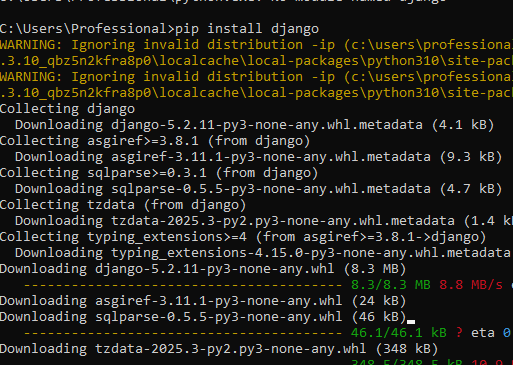 C:\Users\Professional>pip install django
WARNING: Ignoring invalid distribution -ip (c:\users\professiona
.3.10_qbz5n2kfra8p0\localcache\local-packages\python310\site-pac
WARNING: Ignoring invalid distribution -ip (c:\users\professiona
.3.10_qbz5n2kfra8p0\localcache\local-packages\python310\site-pac
Collecting django
Downloading django-5.2.11-py3-none-any.whl.metadata (4.1 kB)
Collecting asgiref>=3.8.1 (from django)
Downloading asgiref-3.11.1-py3-none-any.whl.metadata (9.3 kB)
Collecting sqlparse>=0.3.1 (from django)
Downloading sqlparse-0.5.5-py3-none-any.whl.metadata (4.7 kB)
Collecting tzdata (from django)
Downloading tzdata-2025.3-py2.py3-none-any.whl.metadata (1.4 k
Collecting typing_extensions>=4 (from asgiref>=3.8.1->django)
Downloading typing_extensions-4.15.0-py3-none-any.whl.metadata
Downloading django-5.2.11-py3-none-any.whl (8.3 MB)
---------------------------------------- 8.3/8.3 MB 8.8 MB/s e
Downloading asgiref-3.11.1-py3-none-any.whl (24 kB)
Downloading sqlparse-0.5.5-py3-none-any.whl (46 kB)
---------------------------------------- 46.1/46.1 kB ? eta 0
Downloading tzdata-2025.3-py2.py3-none-any.whl (348 kB)